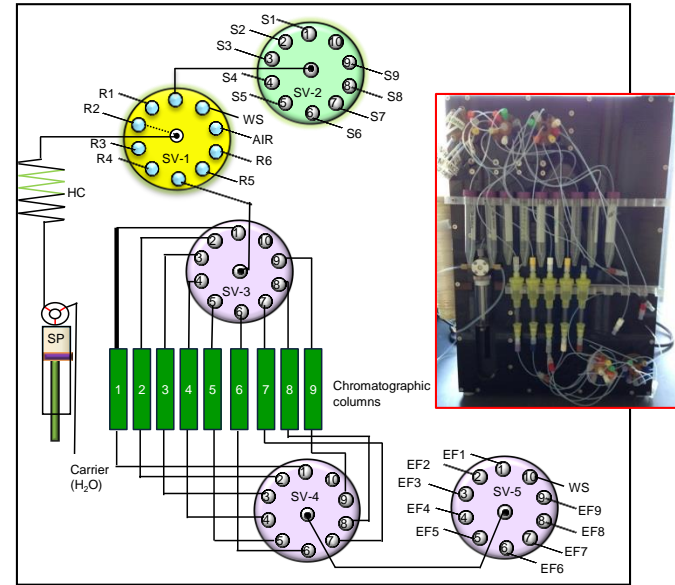 S1
S2
S3
S4
S5
S6
S7
S8
S9
1
2
3
4
5
6
7
8
9
10
SV-2
R1
R2
R3
R4
R5
R6
AIR
WS
SV-1
HC
SP
Carrier
(H₂O)
1
2
3
4
5
6
7
8
9
10
SV-3
1
2
3
4
5
6
7
8
9
Chromatographic
columns
1
2
3
4
5
6
7
8
9
10
SV-4
EF1
EF2
EF3
EF4
EF5
EF6
EF7
EF8
EF9
WS
1
2
3
4
5
6
7
8
9
10
SV-5